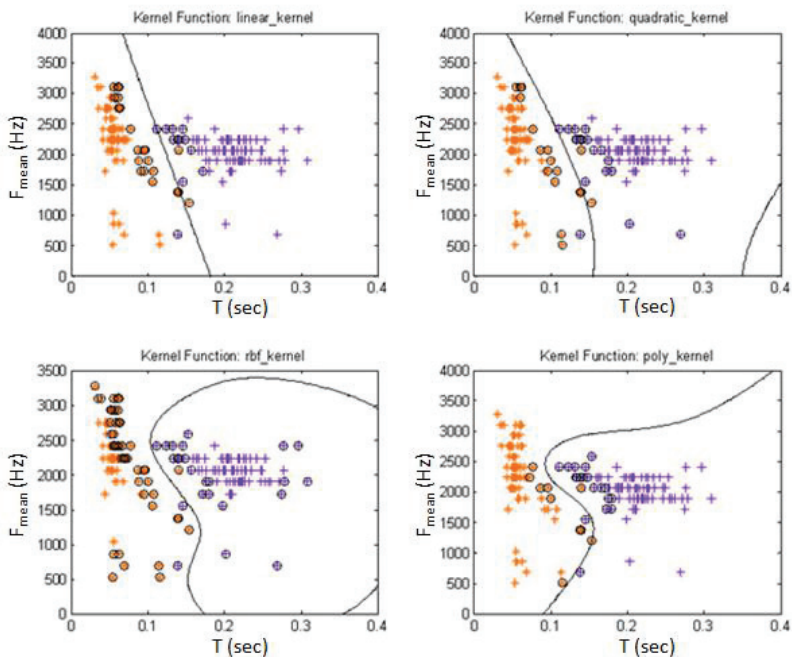 Kernel Function: linear_kernel
4000
3500
3000
2500
2000
1500
1000
500
0
F_mean (Hz)
0 0.1 0.2 0.3 0.4
T (sec)
Kernel Function: quadratic_kernel
4000
3500
3000
2500
2000
1500
1000
500
0
F_mean (Hz)
0 0.1 0.2 0.3 0.4
T (sec)
Kernel Function: rbf_kernel
3500
3000
2500
2000
1500
1000
500
0
F_mean (Hz)
0 0.1 0.2 0.3 0.4
T (sec)
Kernel Function: poly_kernel
4000
3500
3000
2500
2000
1500
1000
500
0
F_mean (Hz)
0 0.1 0.2 0.3 0.4
T (sec)